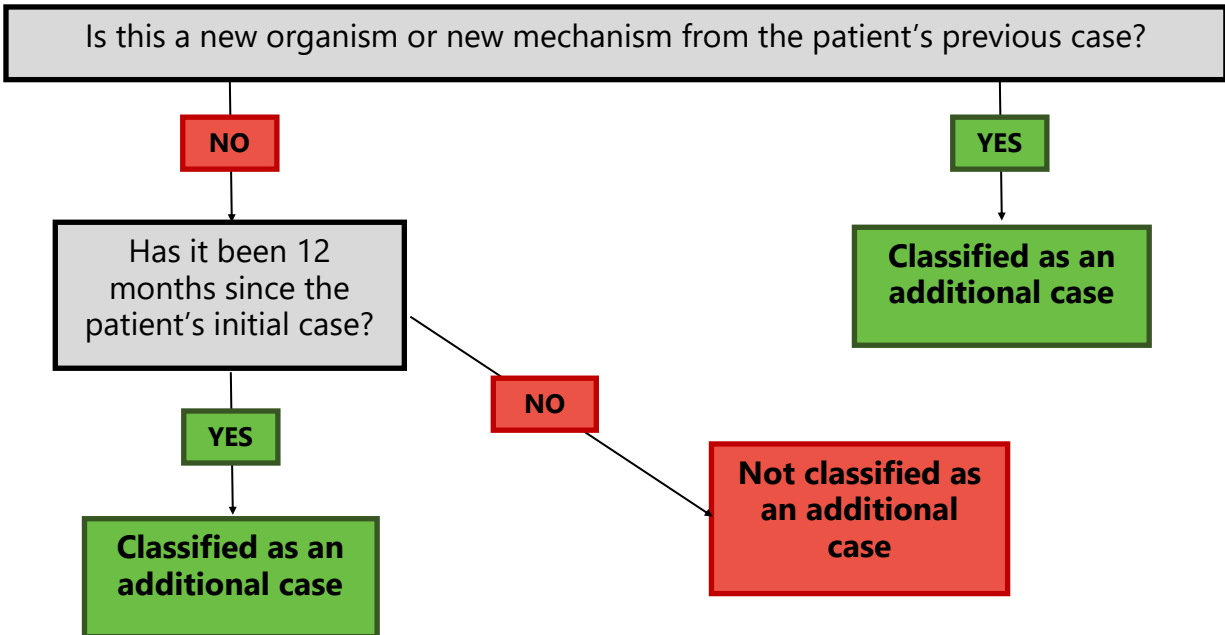 Is this a new organism or new mechanism from the patient’s previous case?
NO
YES
Has it been 12
months since the
patient’s initial case?
Classified as an
additional case
NO
YES
Not classified as
an additional
case
Classified as an
additional case